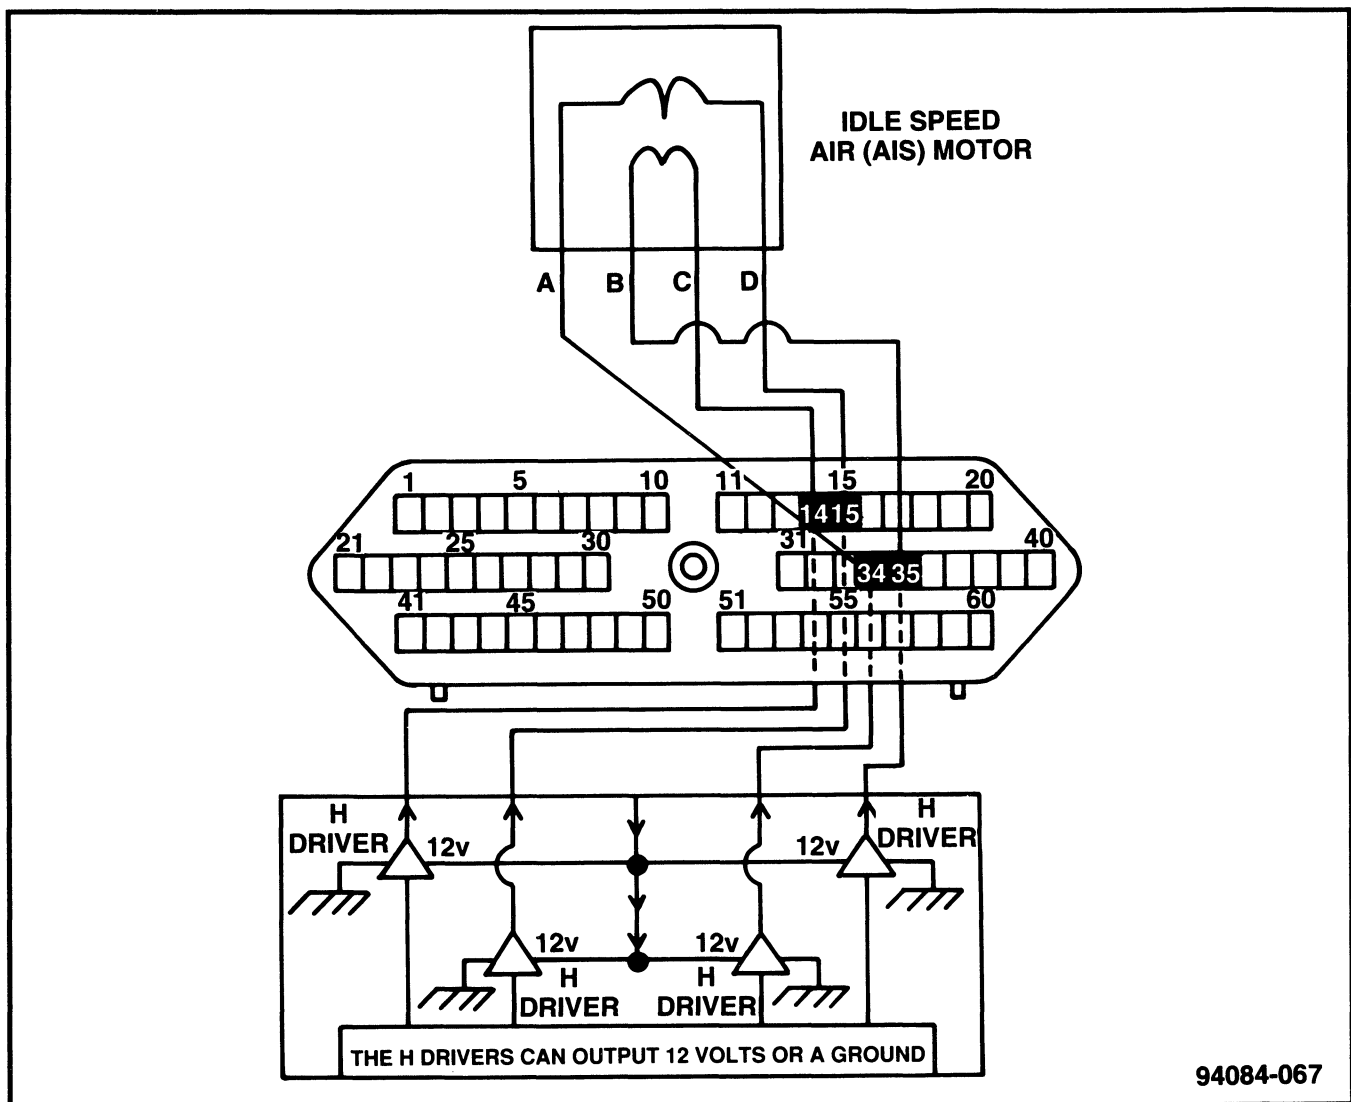 IDLE SPEED
AIR (AIS) MOTOR
A B C D
1 5 10 11 15 20
14 15
21 25 30 31 40
34 35
41 45 50 51 55 60
H
DRIVER
12v
12v
H
DRIVER
12v
H
DRIVER
12v
H
DRIVER
THE H DRIVERS CAN OUTPUT 12 VOLTS OR A GROUND
94084-067